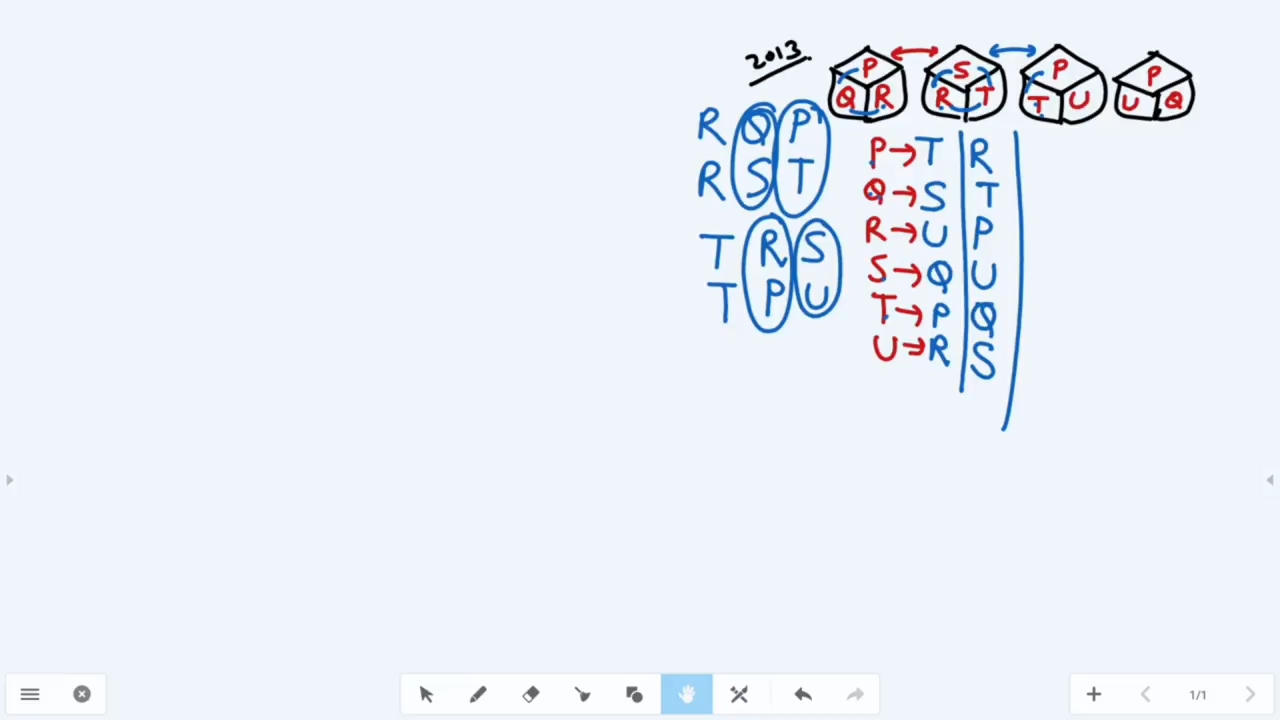 2013
P Q R
S R T
P T U
P U Q
R Q P
R S T
T R S
T P U
P → T R
Q → S T
R → U P
S → Q U
T → P Q
U → R S
1/1